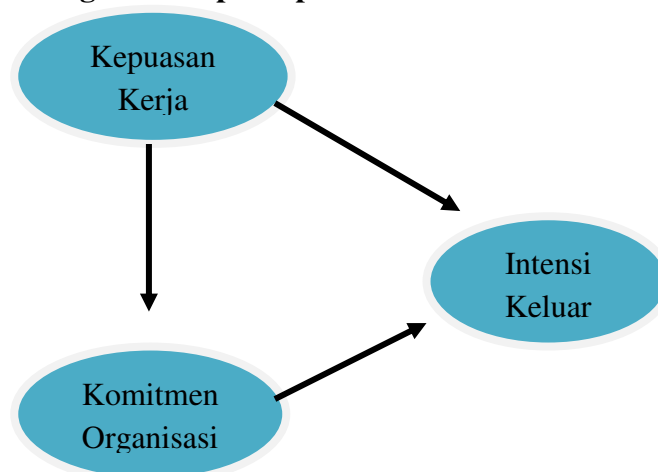 Kepuasan
Kerja
Intensi
Keluar
Komitmen
Organisasi